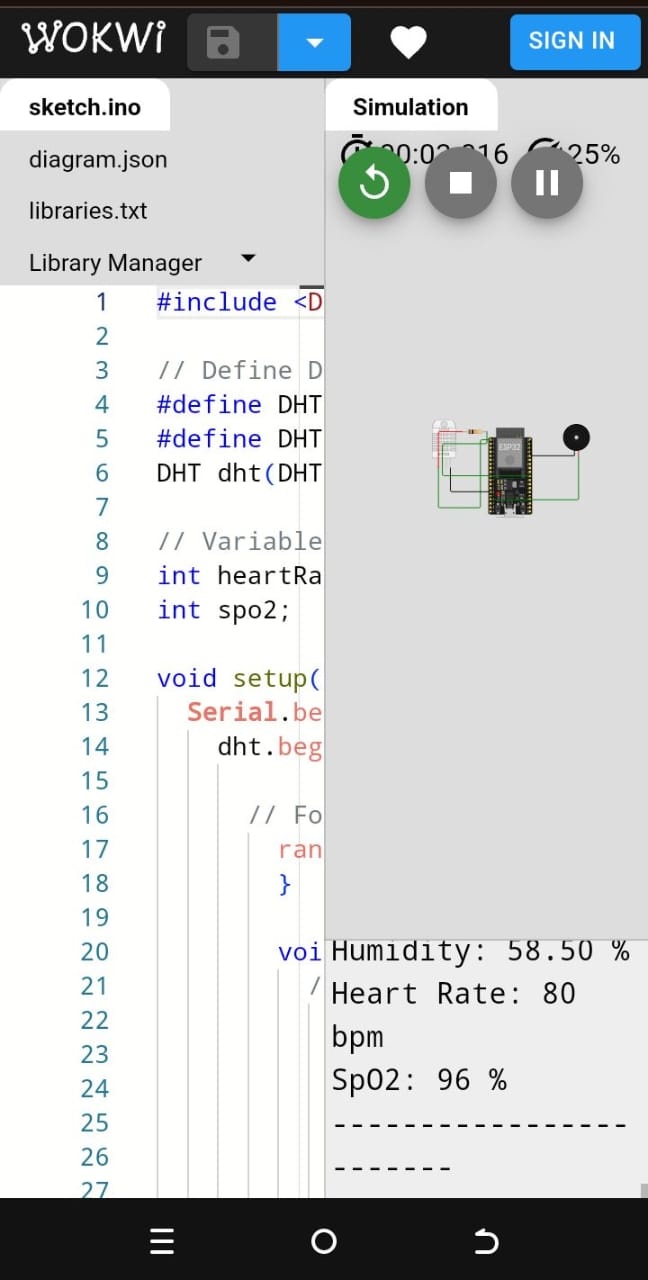 WOKWI
SIGN IN
sketch.ino
diagram.json
libraries.txt
Library Manager
1 #include <D
2
3 // Define D
4 #define DHT
5 #define DHT
6 DHT dht(DHT
7
8 // Variable
9 int heartRa
10 int spo2;
11
12 void setup(
13 Serial.be
14 dht.beg
15
16 // Fo
17 ran
18 }
19
20 voi
21 /
22
23
24
25
26
27
Simulation
25%
ESP32
Humidity: 58.50 %
Heart Rate: 80
bpm
SpO2: 96 %
-----------------
-------